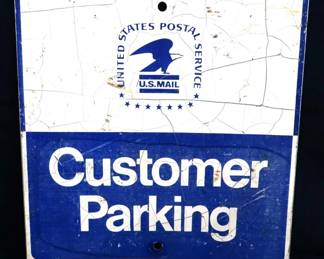 UNITED STATES POSTAL SERVICE
U.S.MAIL
Customer
Parking